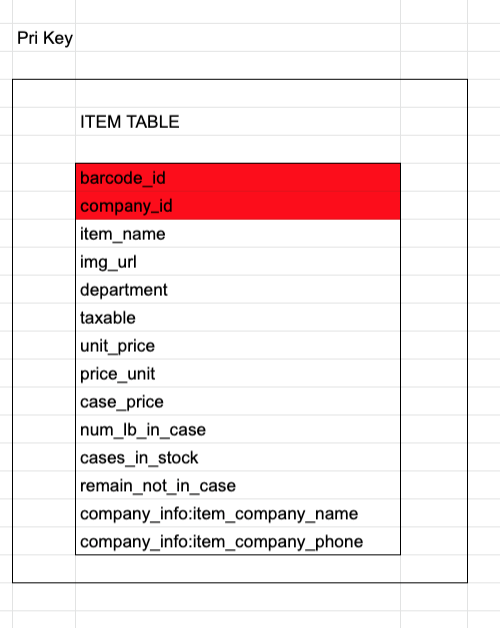 Pri Key
ITEM TABLE
barcode_id
company_id
item_name
img_url
department
taxable
unit_price
price_unit
case_price
num_lb_in_case
cases_in_stock
remain_not_in_case
company_info:item_company_name
company_info:item_company_phone